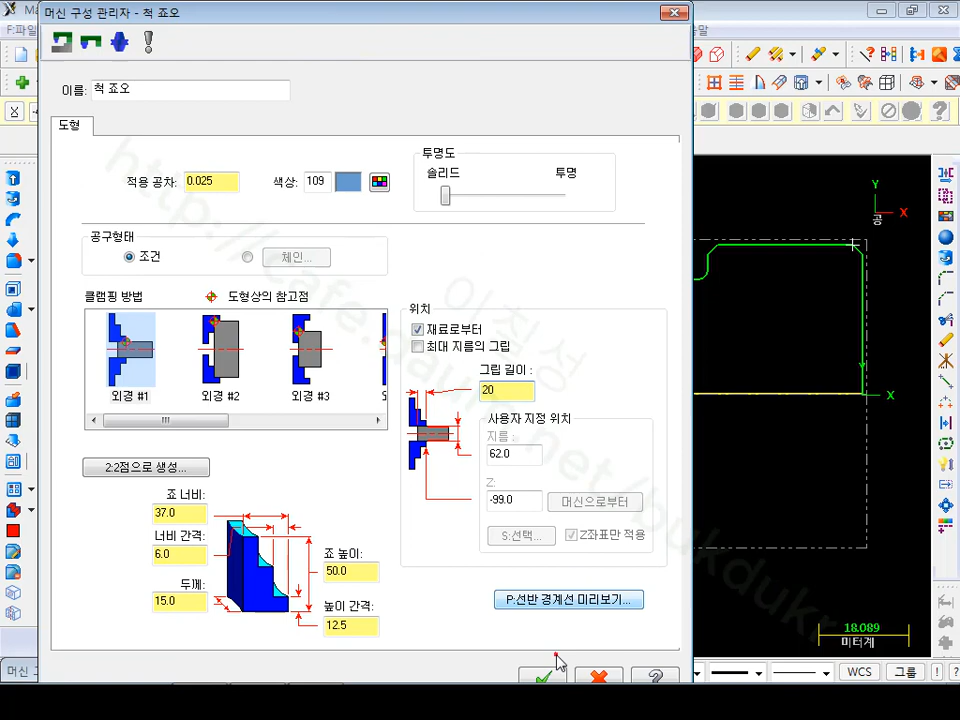 머신 구성 관리자 - 척 죠오
F:파일
이름:
척 죠오
도형
적용 공차:
0.025
색상:
109
투명도
솔리드
투명
공구형태
조건
체인...
클램핑 방법
도형상의 참고점
외경 #1
외경 #2
외경 #3
위치
재료로부터
최대 지름의 그립
그립 길이 :
20
사용자 지정 위치
지름 :
62.0
Z:
-99.0
머신으로부터
S:선택...
Z좌표만 적용
2:2점으로 생성...
죠 너비:
37.0
너비 간격:
6.0
두께:
15.0
죠 높이:
50.0
높이 간격:
12.5
P:선반 경계선 미리보기...
Y
X
공
X
18.089
미터계
WCS
그룹
!
?
http://cafe.daum.net/bukdukr